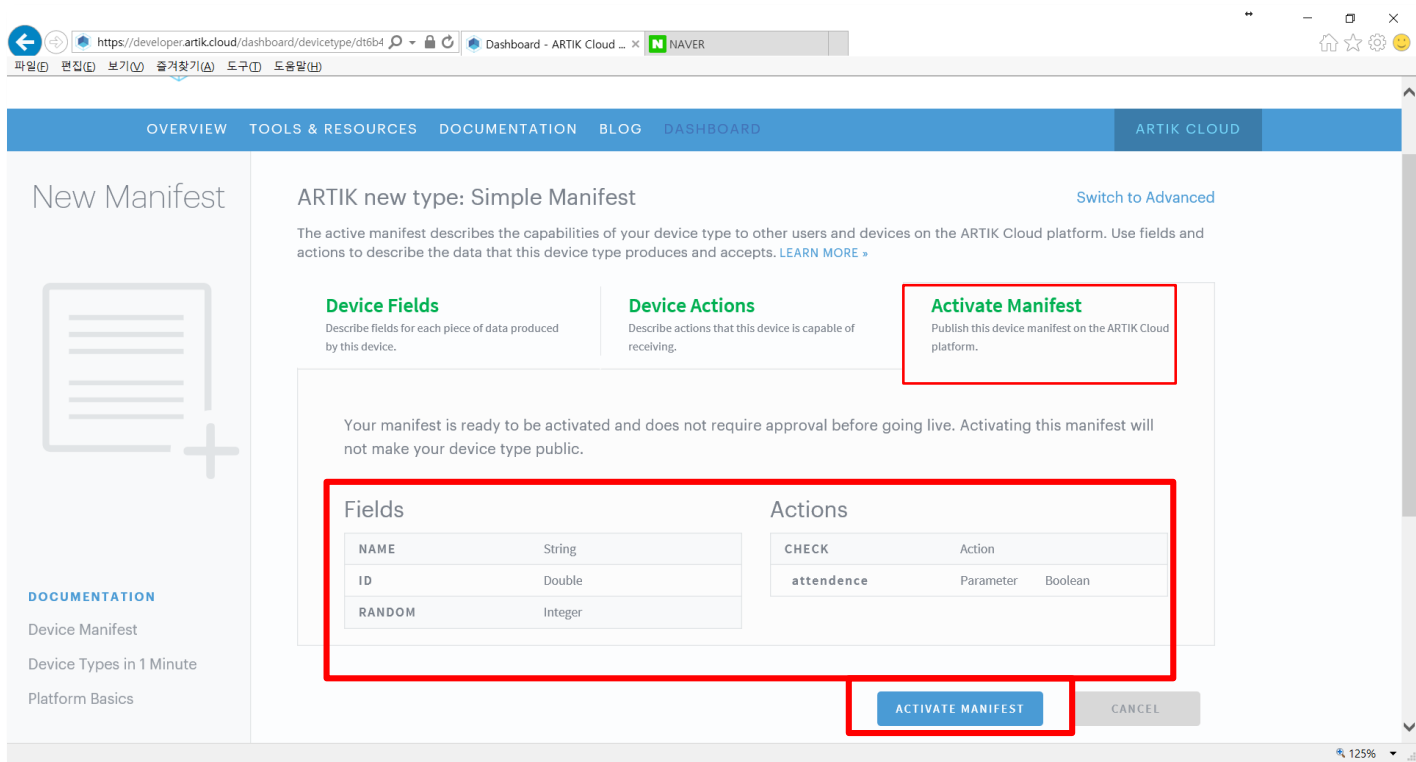 https://developer.artik.cloud/dashboard/devicetype/dt6b4
Dashboard - ARTIK Cloud ...
N NAVER
파일(F) 편집(E) 보기(V) 즐겨찾기(A) 도구(T) 도움말(H)
OVERVIEW TOOLS & RESOURCES DOCUMENTATION BLOG DASHBOARD ARTIK CLOUD
New Manifest
ARTIK new type: Simple Manifest
Switch to Advanced
The active manifest describes the capabilities of your device type to other users and devices on the ARTIK Cloud platform. Use fields and
actions to describe the data that this device type produces and accepts. LEARN MORE »
Device Fields
Describe fields for each piece of data produced
by this device.
Device Actions
Describe actions that this device is capable of
receiving.
Activate Manifest
Publish this device manifest on the ARTIK Cloud
platform.
Your manifest is ready to be activated and does not require approval before going live. Activating this manifest will
not make your device type public.
Fields
NAME String
ID Double
RANDOM Integer
Actions
CHECK Action
attendence Parameter Boolean
ACTIVATE MANIFEST
CANCEL
DOCUMENTATION
Device Manifest
Device Types in 1 Minute
Platform Basics
125%